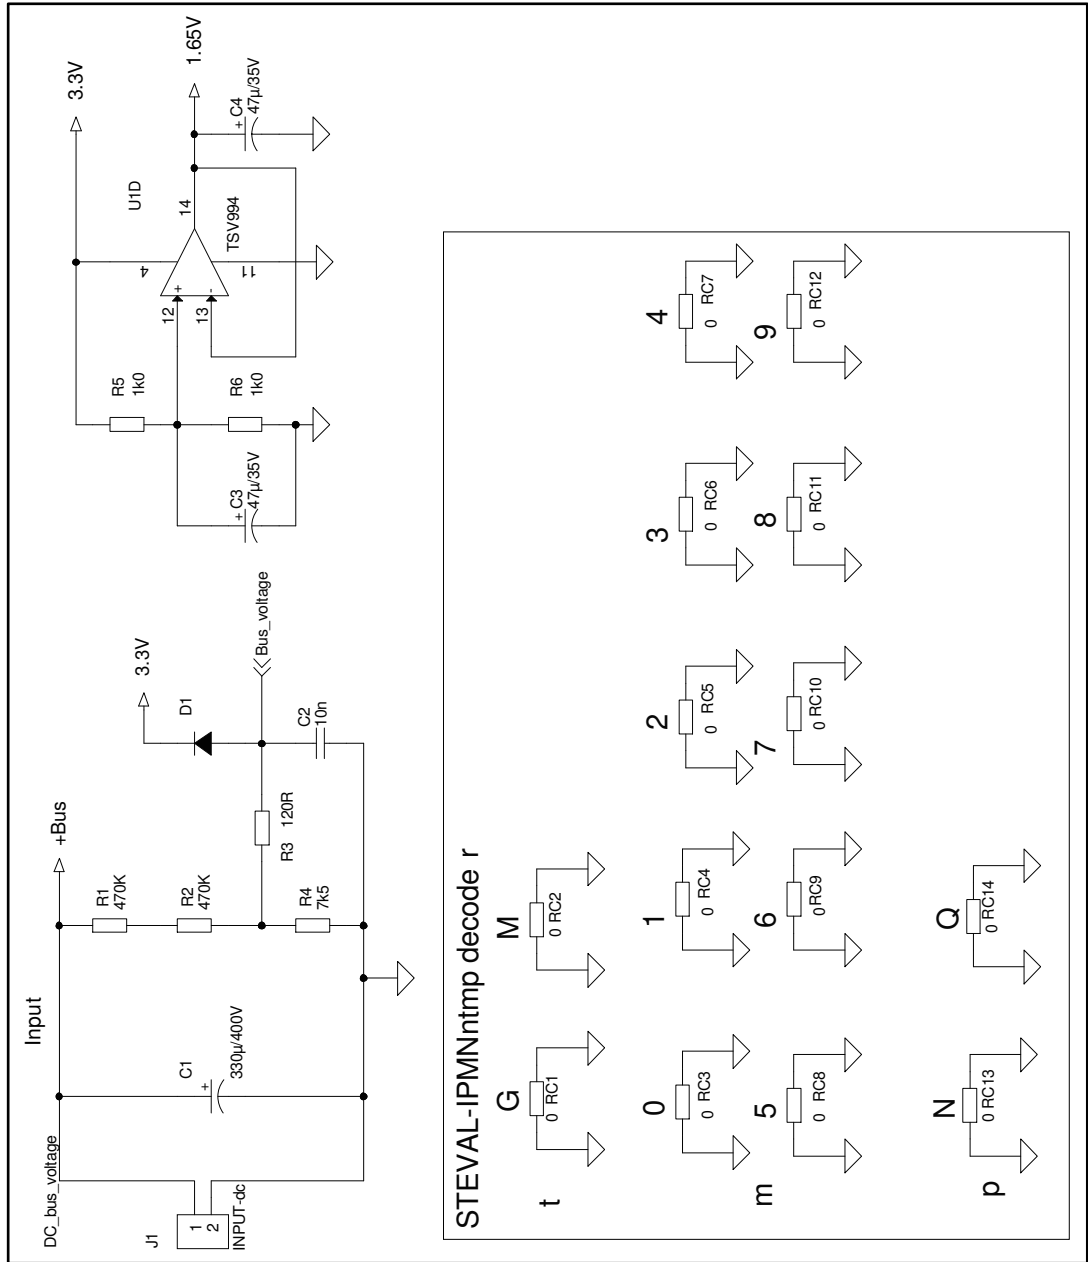 Input
DC_bus_voltage
J1
1
2
INPUT-dc
C1
+
330µ/400V
+Bus
R1
470K
R2
470K
R4
7k5
R3 120R
D1
3.3V
C2
10n
Bus_voltage
3.3V
R5
1k0
R6
1k0
+
C3
47µ/35V
U1D
TSV994
12
+
13
-
14
4
11
1.65V
+
C4
47µ/35V
STEVAL-IPMNntmp decode r
t
G
0 RC1
M
0 RC2
m
0
0 RC3
1
0 RC4
2
0 RC5
3
0 RC6
4
0 RC7
5
0 RC8
6
0 RC9
7
0 RC10
8
0 RC11
9
0 RC12
p
N
0 RC13
Q
0 RC14